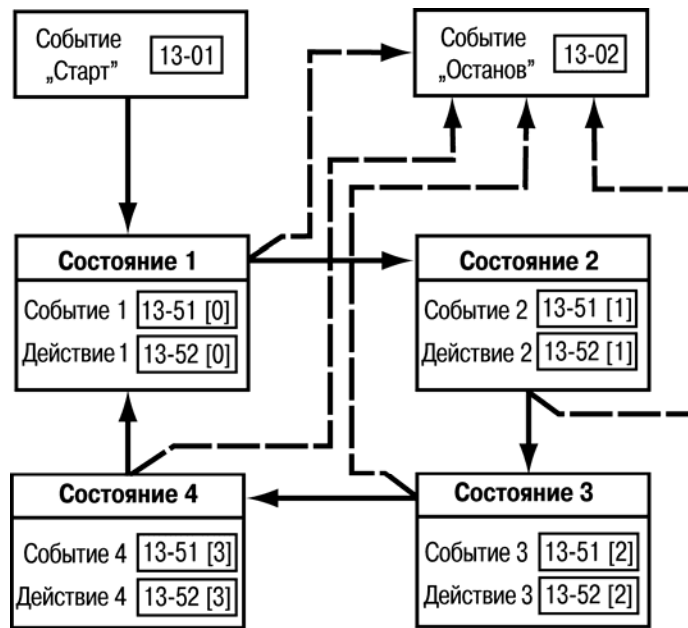 Событие
„Старт” 13-01
Событие
„Останов” 13-02
Состояние 1
Событие 1 13-51 [0]
Действие 1 13-52 [0]
Состояние 2
Событие 2 13-51 [1]
Действие 2 13-52 [1]
Состояние 4
Событие 4 13-51 [3]
Действие 4 13-52 [3]
Состояние 3
Событие 3 13-51 [2]
Действие 3 13-52 [2]